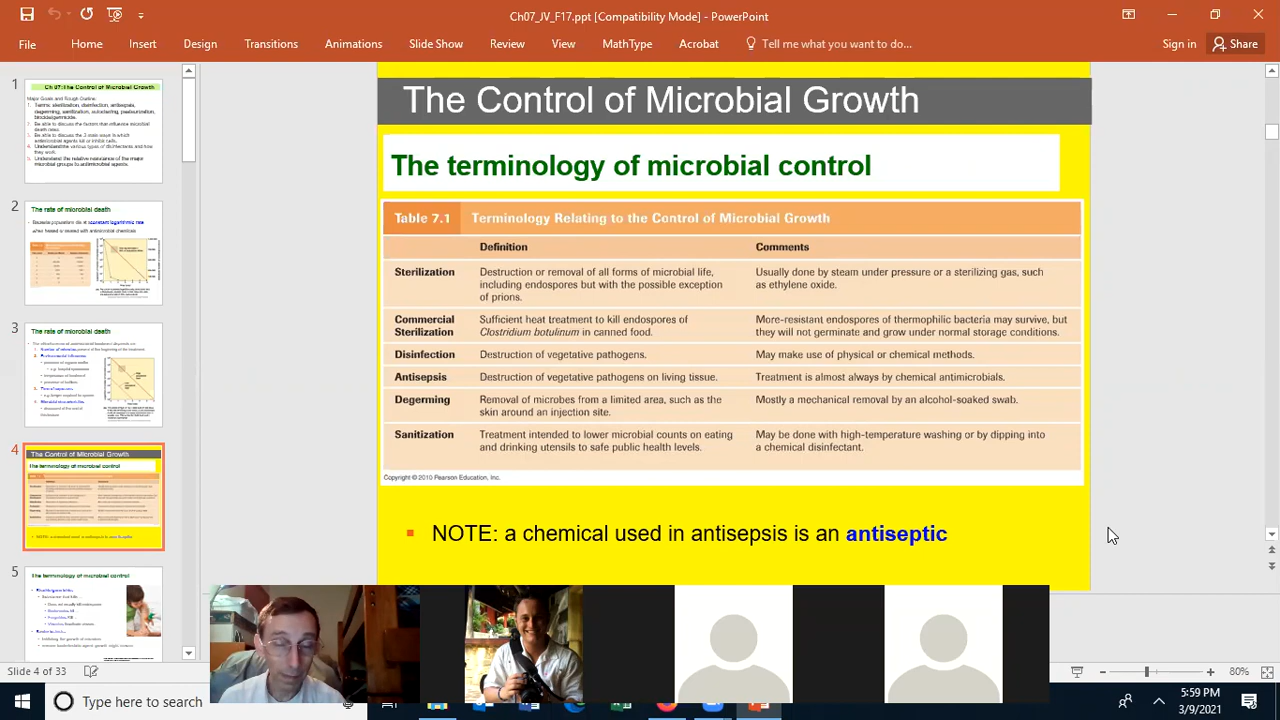 Ch07_JV_F17.ppt [Compatibility Mode] - PowerPoint
File Home Insert Design Transitions Animations Slide Show Review View MathType Acrobat Tell me what you want to do... Sign in Share
1
Ch 07: The Control of Microbial Growth
Major Goals and Rough Outline:
2
The rate of microbial death
3
The rate of microbial death
4
The Control of Microbial Growth
The terminology of microbial control
5
The terminology of microbial control
The Control of Microbial Growth
The terminology of microbial control
Table 7.1 Terminology Relating to the Control of Microbial Growth
Definition Comments
Sterilization Destruction or removal of all forms of microbial life, Usually done by steam under pressure or a sterilizing gas, such
including endospores but with the possible exception as ethylene oxide.
of prions.
Commercial Sufficient heat treatment to kill endospores of More-resistant endospores of thermophilic bacteria may survive, but
Sterilization Clostridium botulinum in canned food. they will not germinate and grow under normal storage conditions.
Disinfection Destruction of vegetative pathogens. May make use of physical or chemical methods.
Antisepsis Destruction of vegetative pathogens on living tissue. Treatment is almost always by chemical antimicrobials.
Degerming Removal of microbes from a limited area, such as the Mostly a mechanical removal by an alcohol-soaked swab.
skin around an injection site.
Sanitization Treatment intended to lower microbial counts on eating May be done with high-temperature washing or by dipping into
and drinking utensils to safe public health levels. a chemical disinfectant.
Copyright © 2010 Pearson Education, Inc.
NOTE: a chemical used in antisepsis is an antiseptic
Slide 4 of 33
80%
Type here to search
5:59 PM
3/9/2021